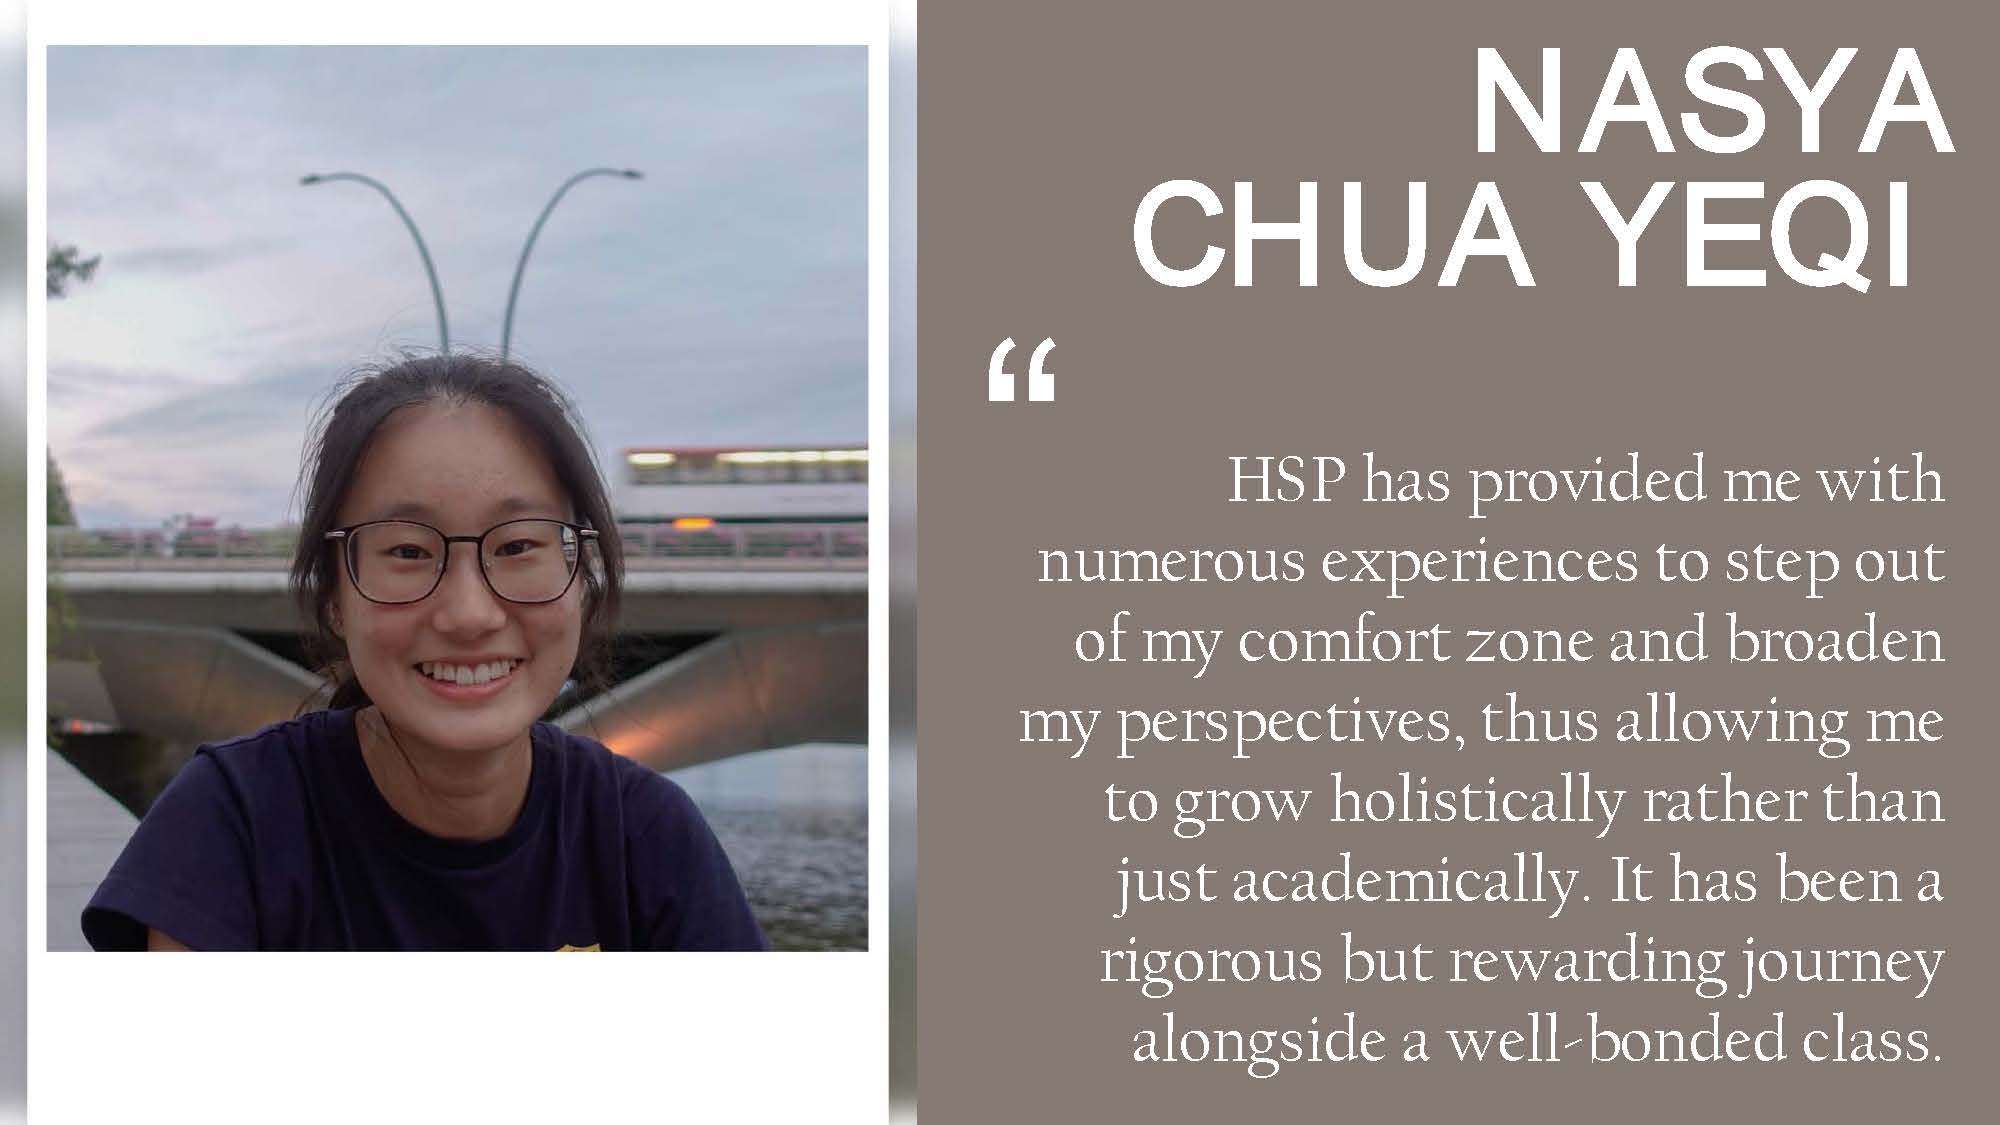 NASYA
CHUA YEQI
“
HSP has provided me with
numerous experiences to step out
of my comfort zone and broaden
my perspectives, thus allowing me
to grow holistically rather than
just academically. It has been a
rigorous but rewarding journey
alongside a well-bonded class.